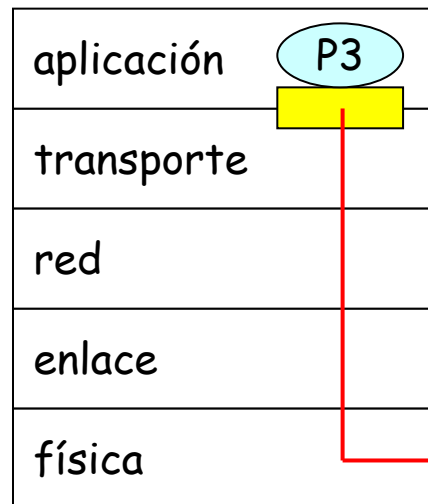 aplicación P3
transporte
red
enlace
física